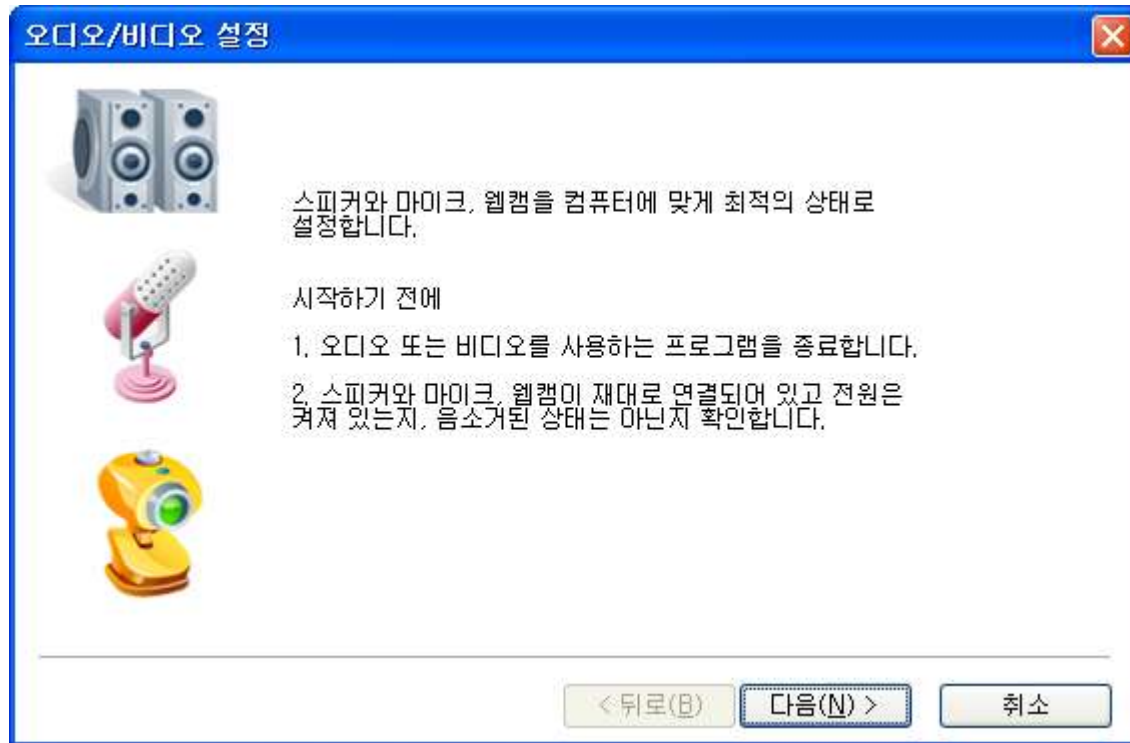 오디오/비디오 설정
스피커와 마이크, 웹캠을 컴퓨터에 맞게 최적의 상태로
설정합니다.
시작하기 전에
1. 오디오 또는 비디오를 사용하는 프로그램을 종료합니다.
2. 스피커와 마이크, 웹캠이 재대로 연결되어 있고 전원은
켜져 있는지, 음소거된 상태는 아닌지 확인합니다.
< 뒤로(B) 다음(N) > 취소